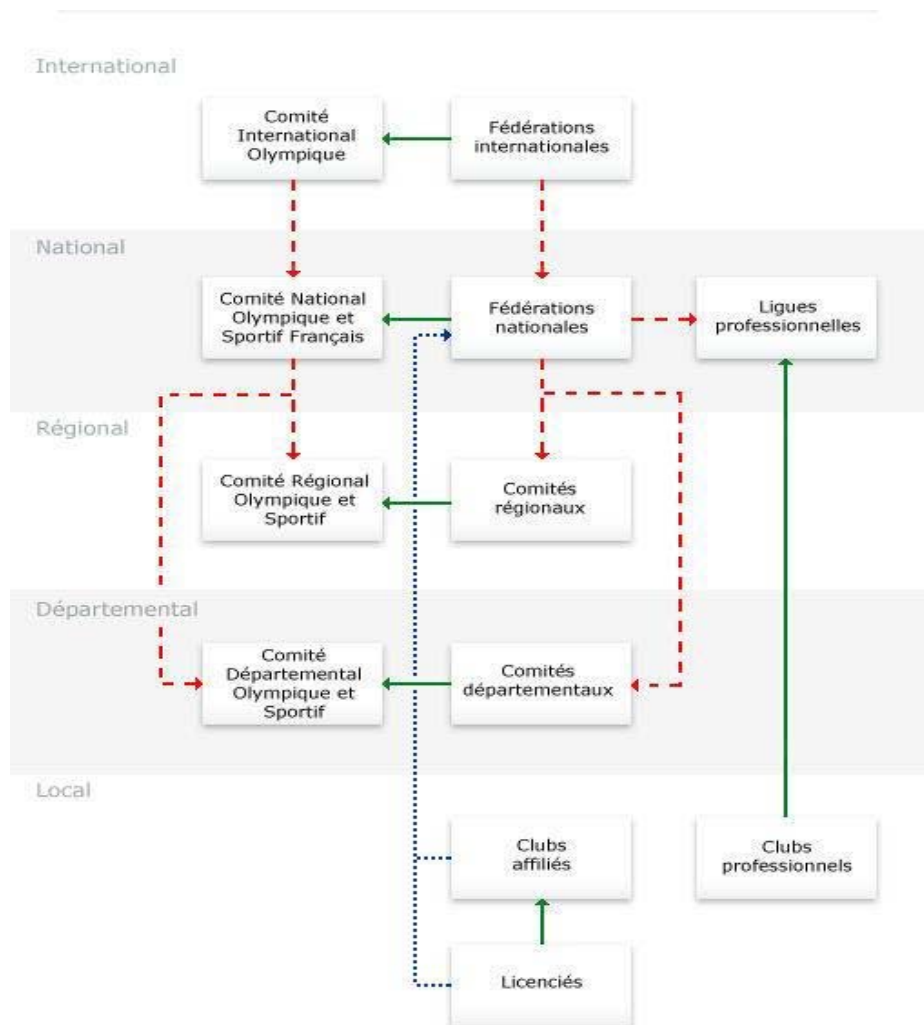 International
Comité
International
Olympique
Fédérations
internationales
National
Comité National
Olympique et
Sportif Français
Fédérations
nationales
Ligues
professionnelles
Régional
Comité Régional
Olympique et
Sportif
Comités
régionaux
Départemental
Comité
Départemental
Olympique et
Sportif
Comités
départementaux
Local
Clubs
affiliés
Clubs
professionnels
Licenciés